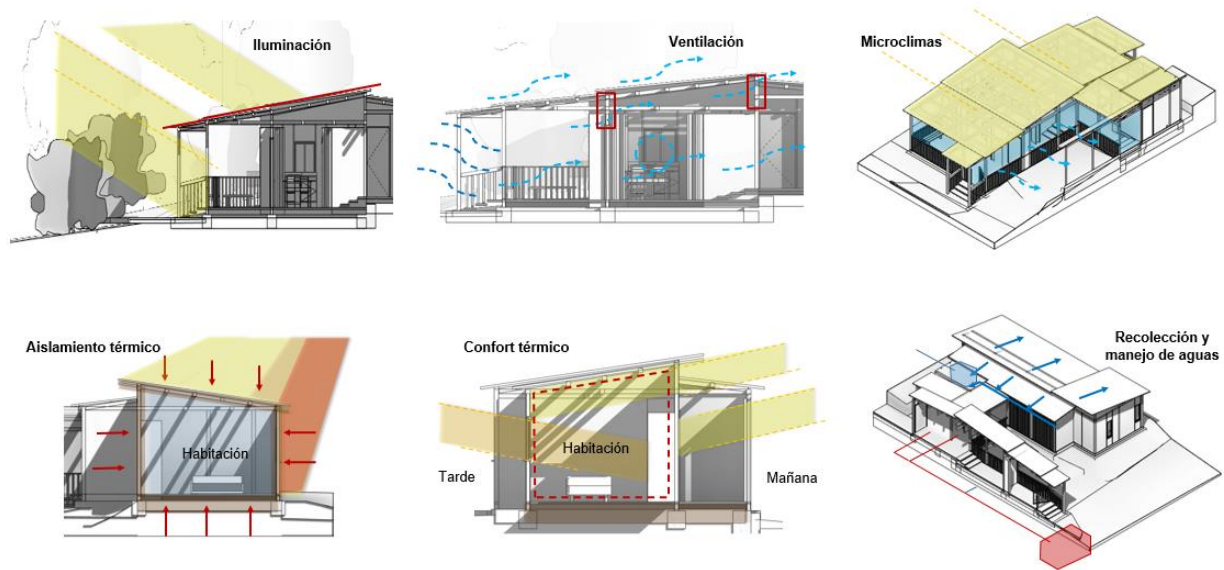 Iluminación
Ventilación
Microclimas
Aislamiento térmico
Habitación
Confort térmico
Habitación
Tarde
Mañana
Recolección y
manejo de aguas